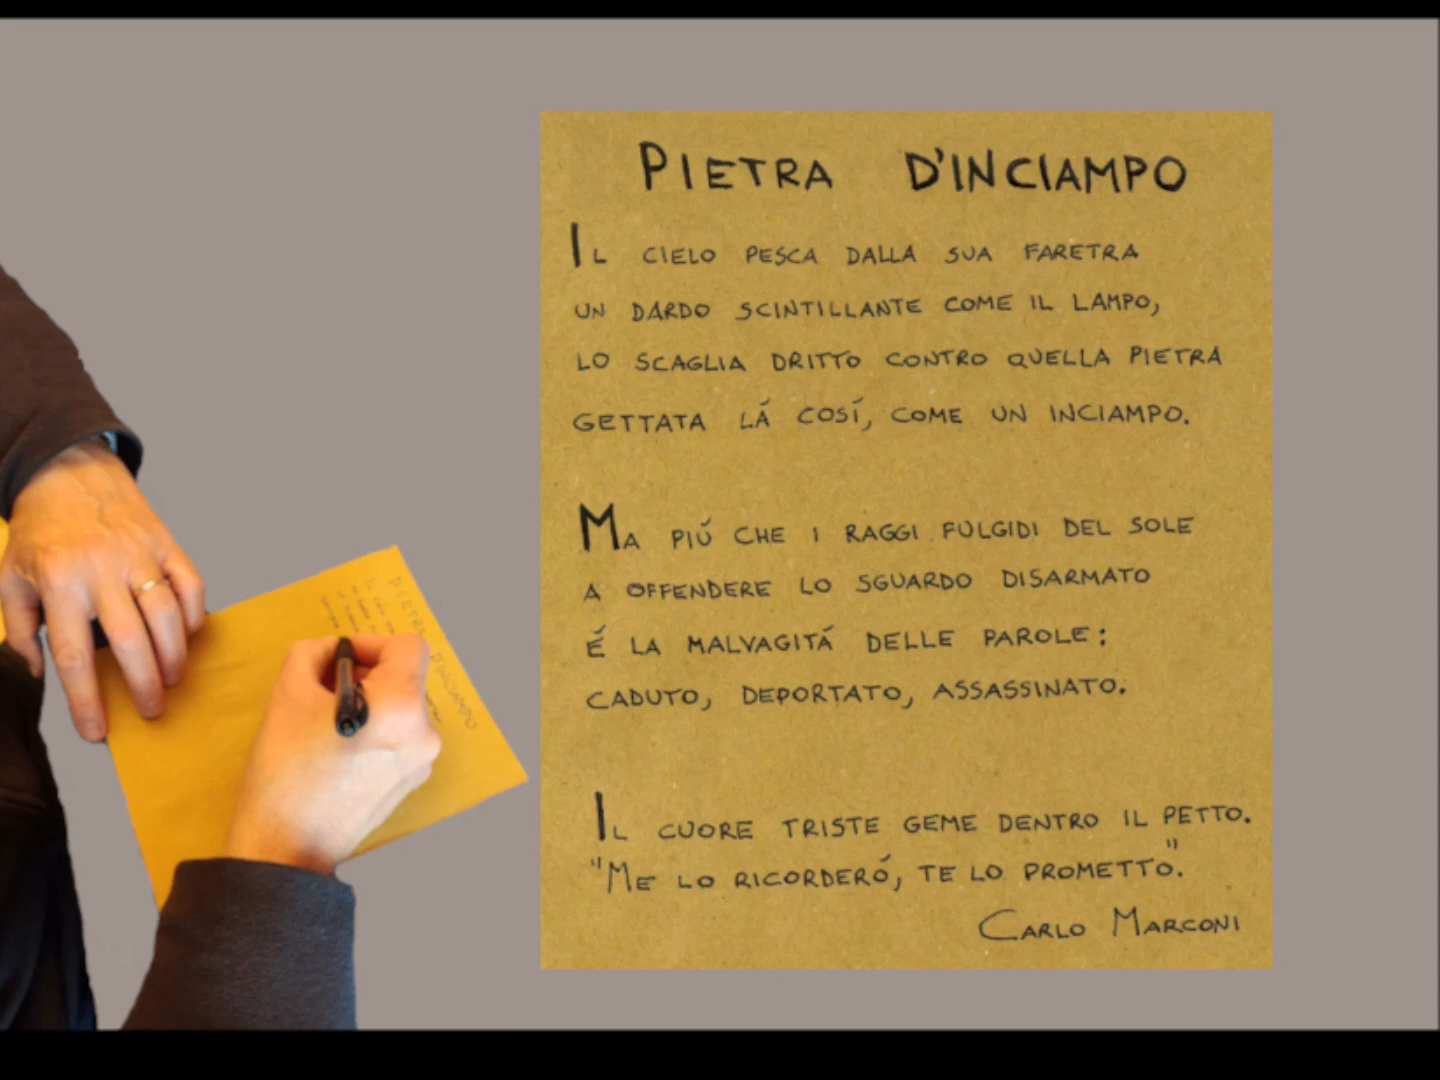 PIETRA D'INCIAMPO
IL CIELO PESCA DALLA SUA FARETRA
UN DARDO SCINTILLANTE COME IL LAMPO,
LO SCAGLIA DRITTO CONTRO QUELLA PIETRA
GETTATA LÁ COSÍ, COME UN INCIAMPO.
MA PIÚ CHE I RAGGI FULGIDI DEL SOLE
A OFFENDERE LO SGUARDO DISARMATO
É LA MALVAGITÁ DELLE PAROLE:
CADUTO, DEPORTATO, ASSASSINATO.
IL CUORE TRISTE GEME DENTRO IL PETTO.
"ME LO RICORDERÓ, TE LO PROMETTO".
CARLO MARCONI
PIETRA D'INCIAMPO